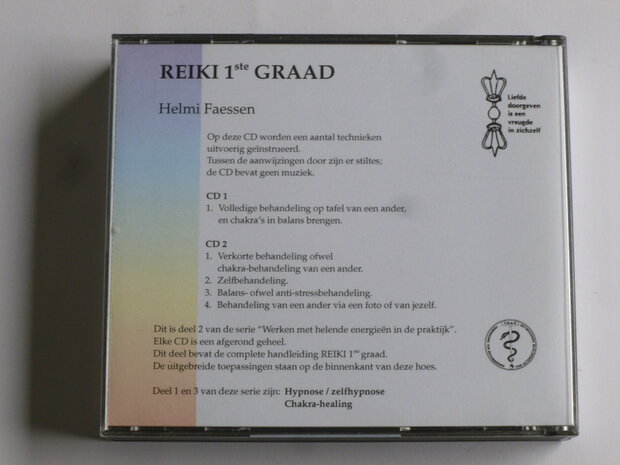 REIKI 1ste GRAAD
Helmi Faessen
Liefde
doorgeven
is een
vreugde
in zichzelf
Op deze CD worden een aantal technieken
uitvoerig geïnstrueerd.
Tussen de aanwijzingen door zijn er stiltes;
de CD bevat geen muziek.
CD 1
1. Volledige behandeling op tafel van een ander,
en chakra's in balans brengen.
CD 2
1. Verkorte behandeling ofwel
chakra-behandeling van een ander.
2. Zelfbehandeling.
3. Balans- ofwel anti-stressbehandeling.
4. Behandeling van een ander via een foto of van jezelf.
Dit is deel 2 van de serie "Werken met helende energieën in de praktijk".
Elke CD is een afgerond geheel.
Dit deel bevat de complete handleiding REIKI 1ste graad.
De uitgebreide toepassingen staan op de binnenkant van deze hoes.
Deel 1 en 3 van deze serie zijn: Hypnose / zelfhypnose
Chakra-healing